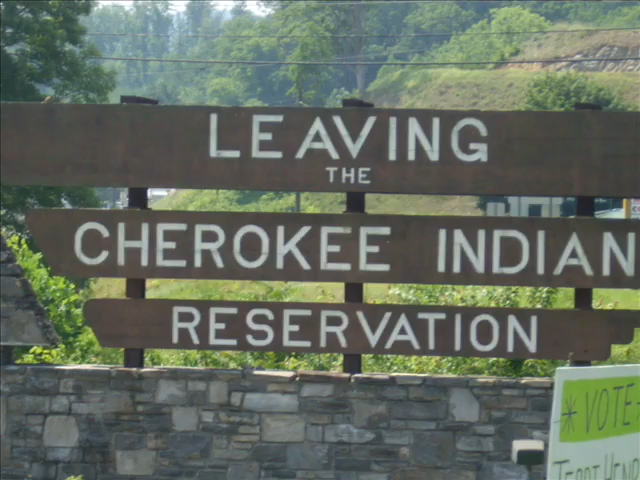 LEAVING
THE
CHEROKEE INDIAN
RESERVATION
* VOTE